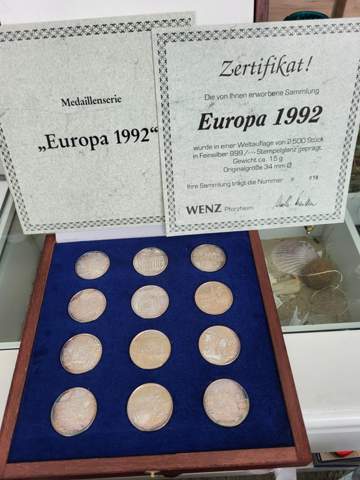 Medaillenserie
„Europa 1992“
Zertifikat!
Die von Ihnen erworbene Sammlung
Europa 1992
wurde in einer Weltauflage von 2.500 Stück
in Feinsilber 999/--- Stempelglanz geprägt.
Gewicht ca. 15 g
Originalgröße 34 mm Ø
Ihre Sammlung trägt die Nummer
WENZ Pforzheim